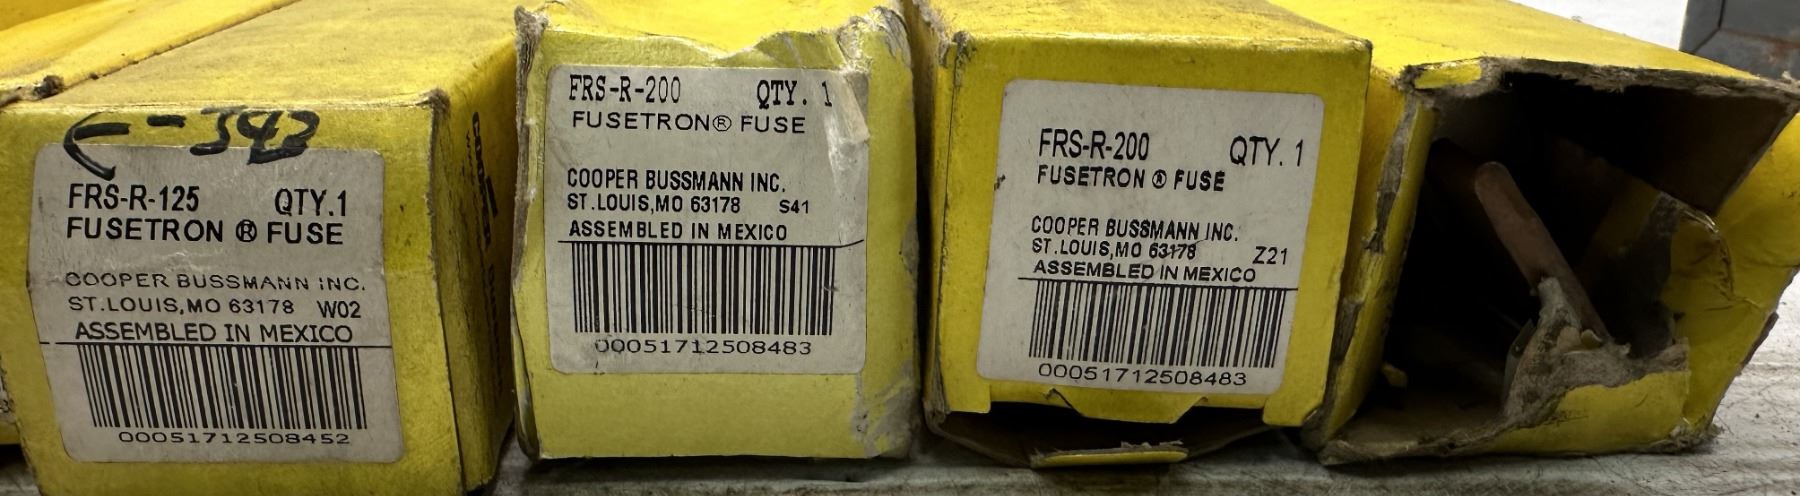 C-343
FRS-R-125 QTY.1
FUSETRON ® FUSE
COOPER BUSSMANN INC.
ST.LOUIS,MO 63178 W02
ASSEMBLED IN MEXICO
00051712508452
FRS-R-200 QTY. 1
FUSETRON® FUSE
COOPER BUSSMANN INC.
ST.LOUIS,MO 63178 S41
ASSEMBLED IN MEXICO
00051712508483
FRS-R-200 QTY. 1
FUSETRON ® FUSE
COOPER BUSSMANN INC.
ST.LOUIS,MO 63178 Z21
ASSEMBLED IN MEXICO
00051712508483